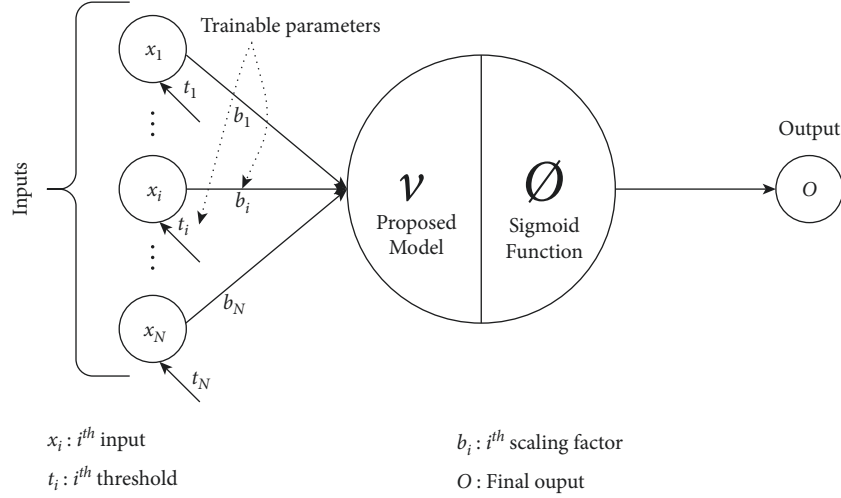 Trainable parameters
x1
t1
b1
⋮
Inputs
xi
ti
bi
⋮
xN
tN
bN
ν
Proposed
Model
Ø
Sigmoid
Function
Output
O
xi : ith input
ti : ith threshold
bi : ith scaling factor
O : Final ouput